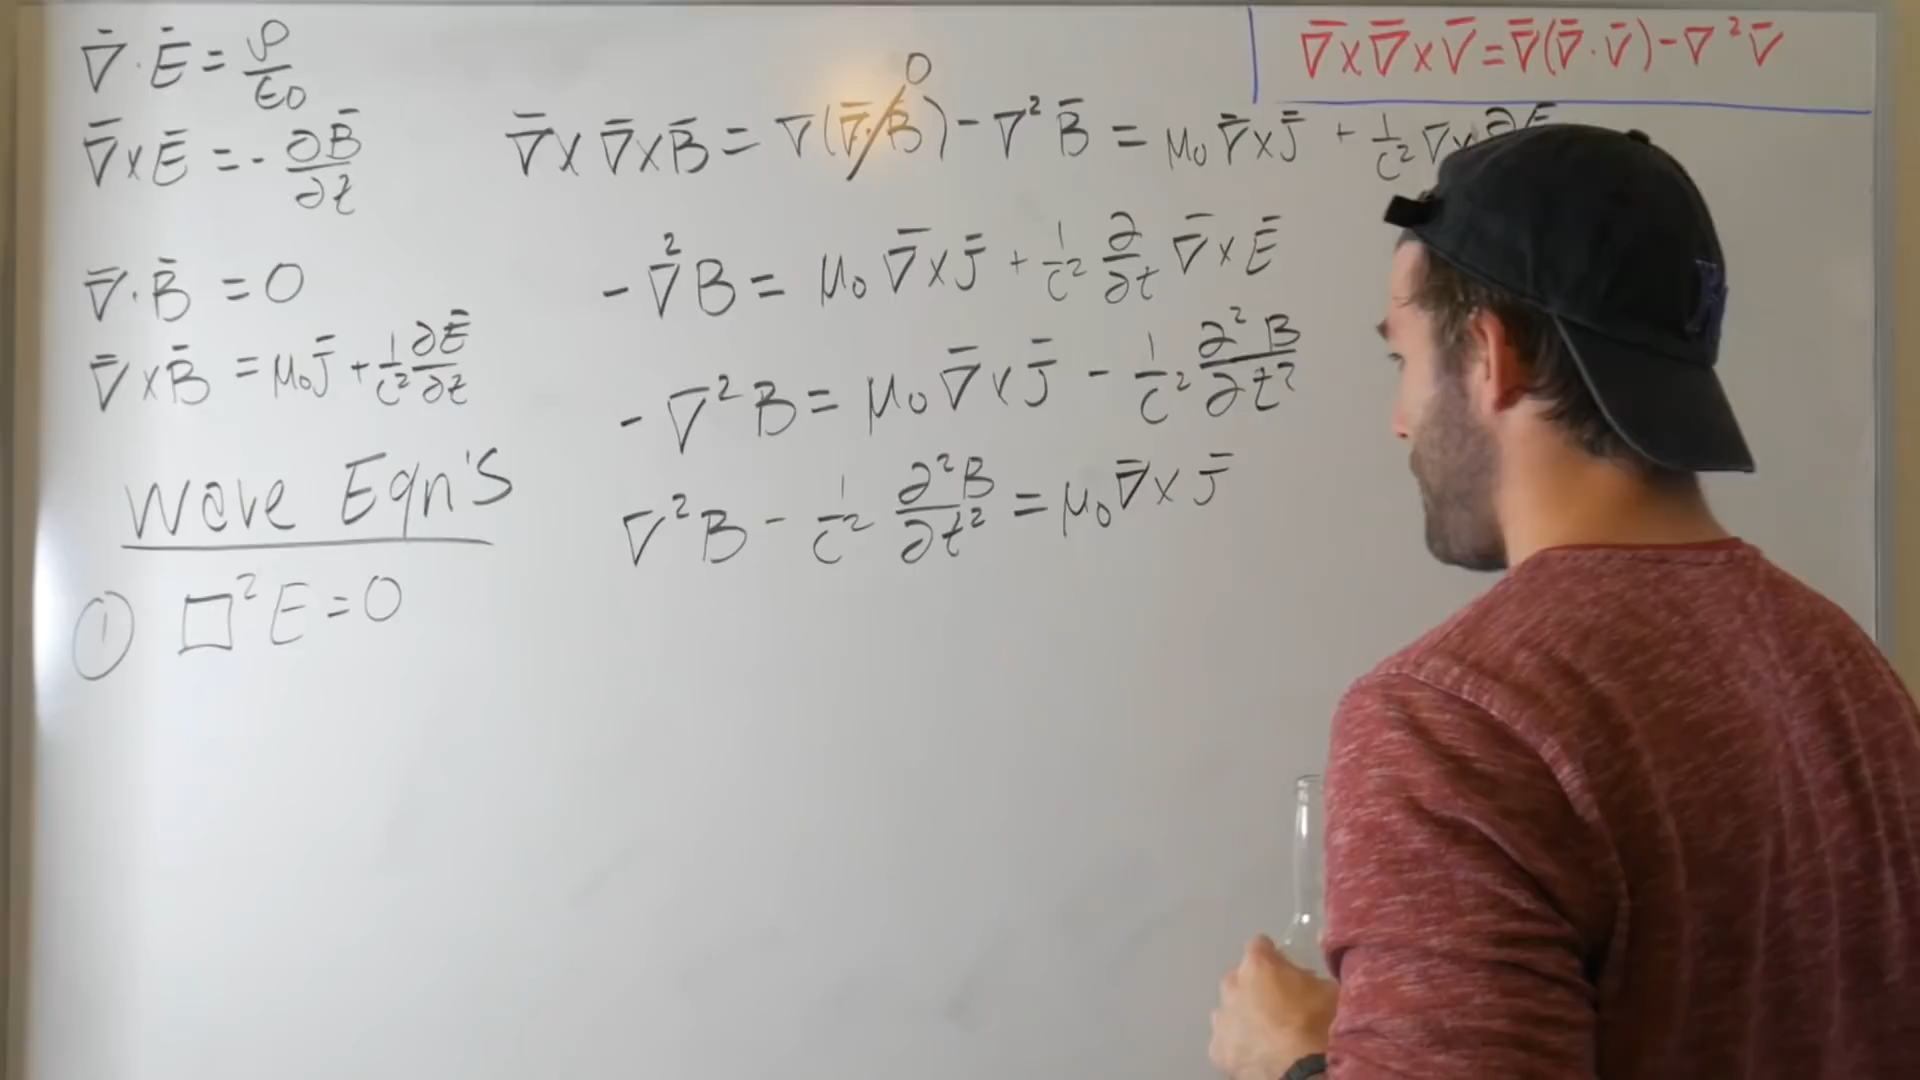 ∇̄·Ē = ρ/ε0
∇̄×Ē = -∂B̄/∂t
∇̄·B̄ = 0
∇̄×B̄ = μ0J̄ + 1/c² ∂Ē/∂t
Wave Eqn's
① □²E = 0
∇̄×∇̄×V̄ = ∇̄(∇̄·V̄) - ∇²V̄
0
∇̄×∇̄×B̄ = ∇(∇̄·B̄) - ∇²B̄ = μ0∇̄×J̄ + 1/c² ∇×∂Ē
-∇̄²B = μ0∇̄×J̄ + 1/c² ∂/∂t ∇̄×Ē
-∇²B = μ0∇̄×J̄ - 1/c² ∂²B/∂t²
∇²B - 1/c² ∂²B/∂t² = μ0∇̄×J̄